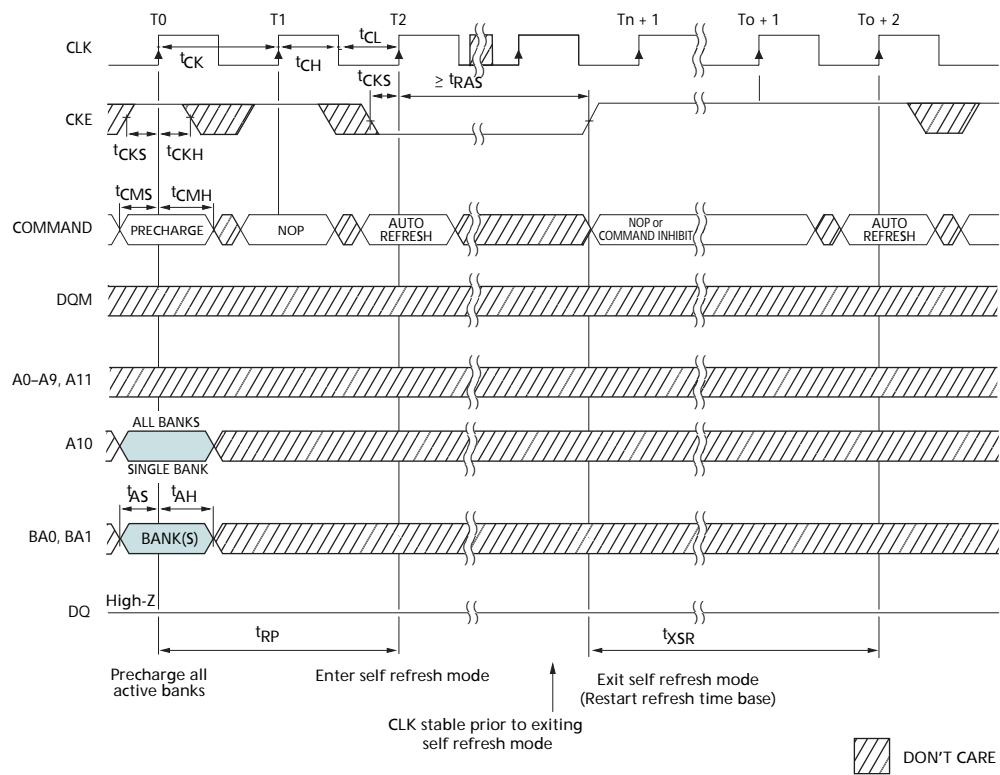 T0 T1 T2 Tn + 1 To + 1 To + 2
CLK
tCK tCH tCL
tCKS ≥ tRAS
CKE
tCKS tCKH
tCMS tCMH
COMMAND PRECHARGE NOP AUTO REFRESH NOP or COMMAND INHIBIT AUTO REFRESH
DQM
A0–A9, A11
ALL BANKS
A10
SINGLE BANK
tAS tAH
BA0, BA1 BANK(S)
High-Z
DQ
tRP tXSR
Precharge all
active banks
Enter self refresh mode
Exit self refresh mode
(Restart refresh time base)
CLK stable prior to exiting
self refresh mode
DON'T CARE